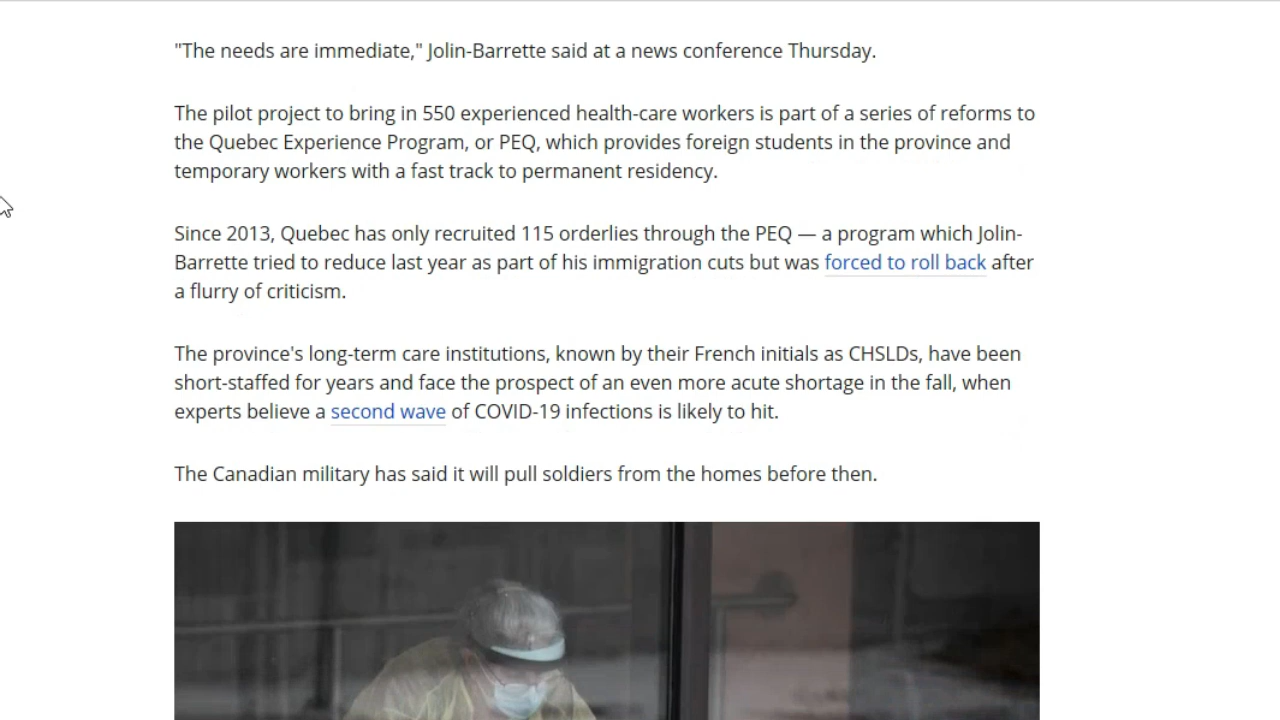 "The needs are immediate," Jolin-Barrette said at a news conference Thursday.
The pilot project to bring in 550 experienced health-care workers is part of a series of reforms to
the Quebec Experience Program, or PEQ, which provides foreign students in the province and
temporary workers with a fast track to permanent residency.
Since 2013, Quebec has only recruited 115 orderlies through the PEQ — a program which Jolin-
Barrette tried to reduce last year as part of his immigration cuts but was forced to roll back after
a flurry of criticism.
The province's long-term care institutions, known by their French initials as CHSLDs, have been
short-staffed for years and face the prospect of an even more acute shortage in the fall, when
experts believe a second wave of COVID-19 infections is likely to hit.
The Canadian military has said it will pull soldiers from the homes before then.